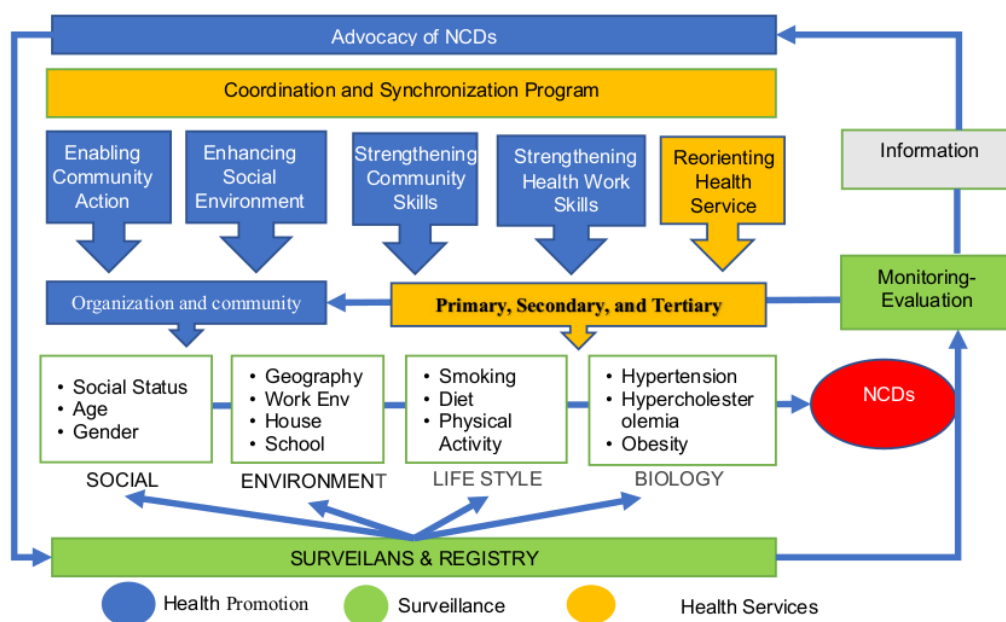 Advocacy of NCDs
Coordination and Synchronization Program
Enabling
Community
Action
Enhancing
Social
Environment
Strengthening
Community
Skills
Strengthening
Health Work
Skills
Reorienting
Health
Service
Information
Organization and community
Primary, Secondary, and Tertiary
Monitoring-
Evaluation
• Social Status
• Age
• Gender
• Geography
• Work Env
• House
• School
• Smoking
• Diet
• Physical
Activity
• Hypertension
• Hypercholester
olemia
• Obesity
NCDs
SOCIAL
ENVIRONMENT
LIFE STYLE
BIOLOGY
SURVEILANS & REGISTRY
Health Promotion
Surveillance
Health Services